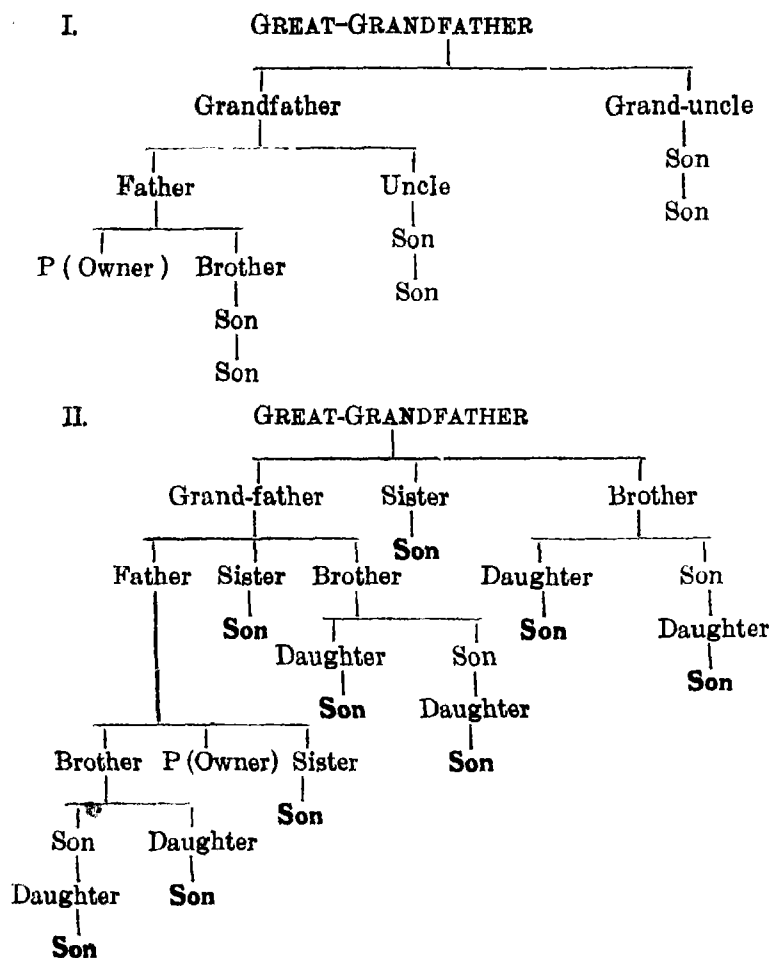 I. GREAT-GRANDFATHER
Grandfather Grand-uncle
Son
Father Uncle
Son
Son
P (Owner) Brother
Son
Son
Son
II. GREAT-GRANDFATHER
Grand-father Sister Brother
Son
Father Sister Brother Daughter Son
Son Son Daughter
Daughter Son
Son
Son Daughter
Brother P (Owner) Sister Son
Son
Son Daughter
Daughter Son
Son